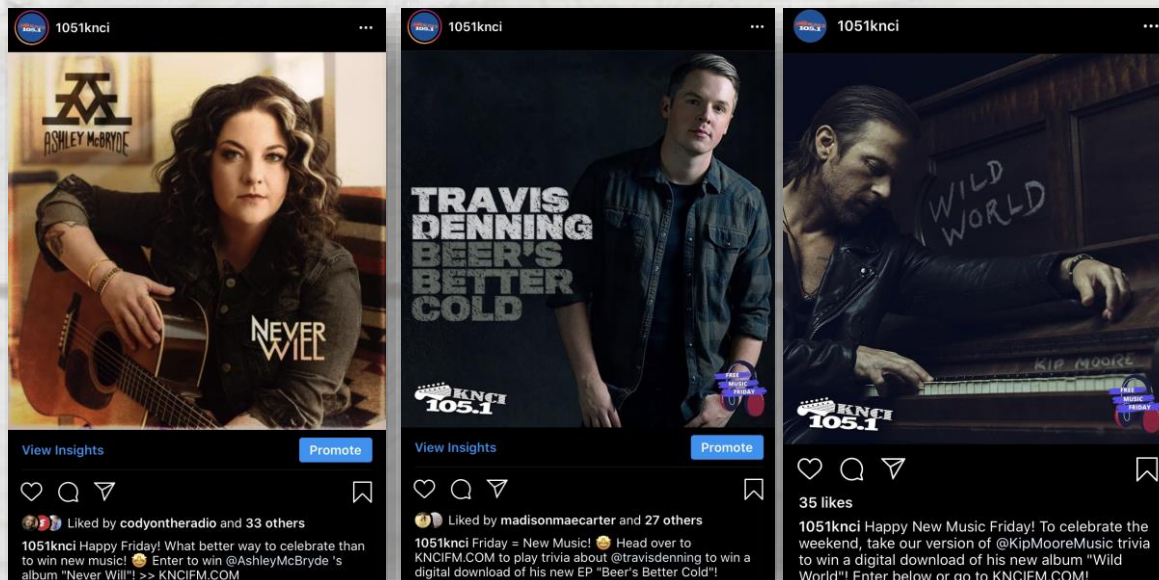 1051knci
ASHLEY McBRYDE
NEVER
WILL
View Insights
Promote
Liked by codyontheradio and 33 others
1051knci Happy Friday! What better way to celebrate than
to win new music! 🤩 Enter to win @AshleyMcBryde 's
album "Never Will"! >> KNCIFM.COM
1051knci
TRAVIS
DENNING
BEER'S
BETTER
COLD
KNCI
105.1
FREE
MUSIC
FRIDAY
View Insights
Promote
Liked by madisonmaecarter and 27 others
1051knci Friday = New Music! 🤩 Head over to
KNCIFM.COM to play trivia about @travisdenning to win a
digital download of his new EP "Beer's Better Cold"!
1051knci
WILD
WORLD
KIP MOORE
KNCI
105.1
FREE
MUSIC
FRIDAY
35 likes
1051knci Happy New Music Friday! To celebrate the
weekend, take our version of @KipMooreMusic trivia
to win a digital download of his new album "Wild
World"! Enter below or go to KNCIFM.COM!